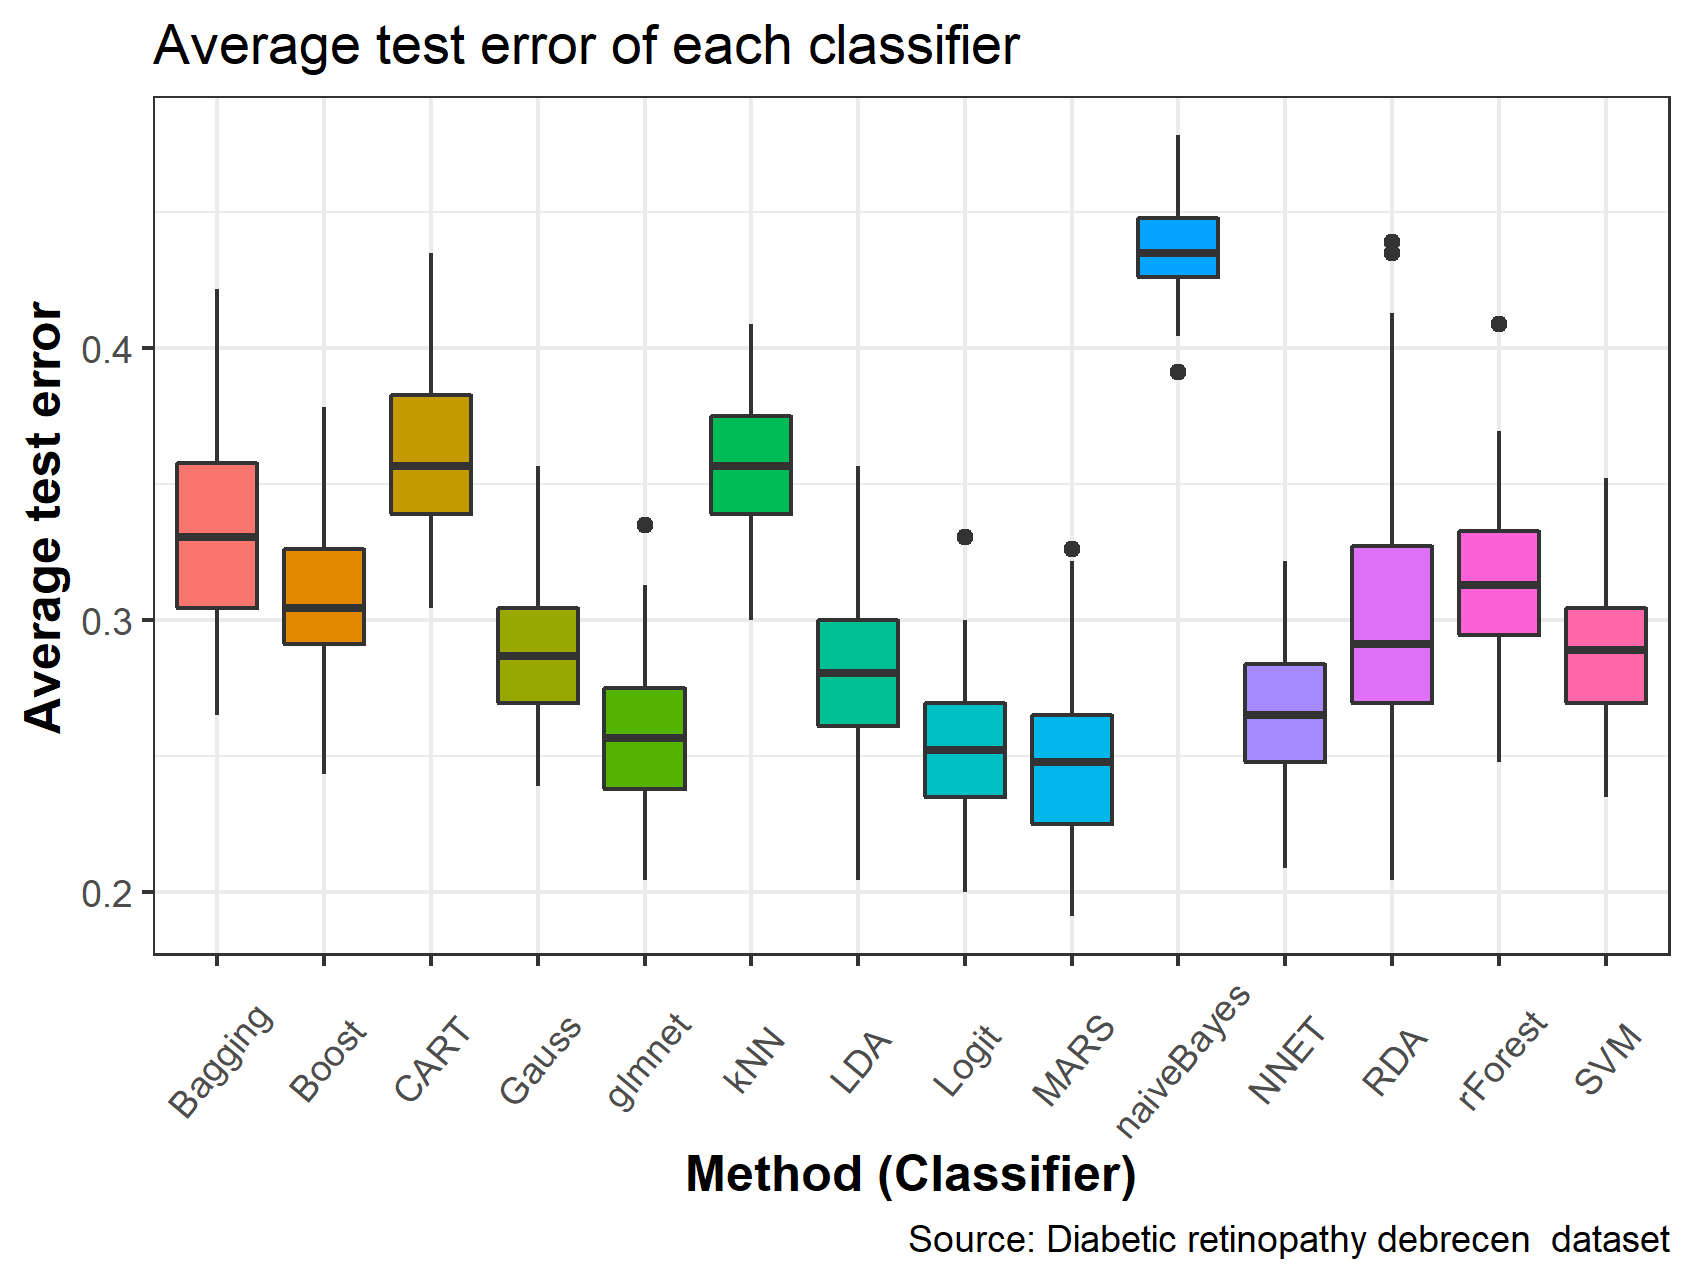 Average test error of each classifier
Average test error
0.4
0.3
0.2
Bagging
Boost
CART
Gauss
glmnet
kNN
LDA
Logit
MARS
naiveBayes
NNET
RDA
rForest
SVM
Method (Classifier)
Source: Diabetic retinopathy debrecen  dataset